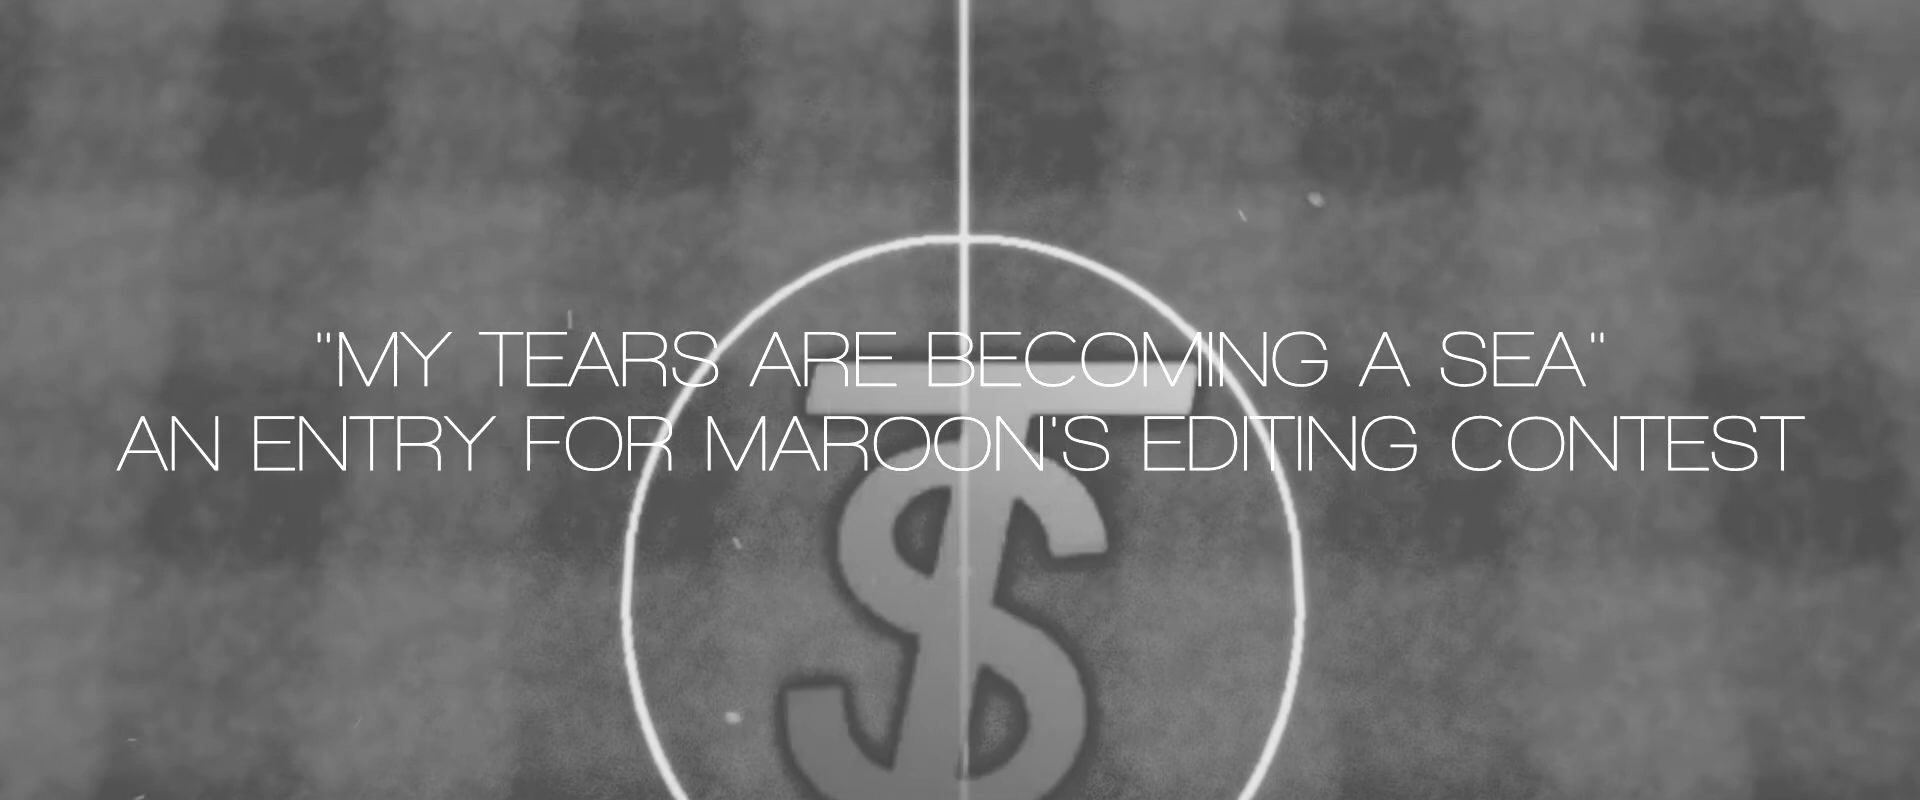 "MY TEARS ARE BECOMING A SEA"
AN ENTRY FOR MAROON'S EDITING CONTEST